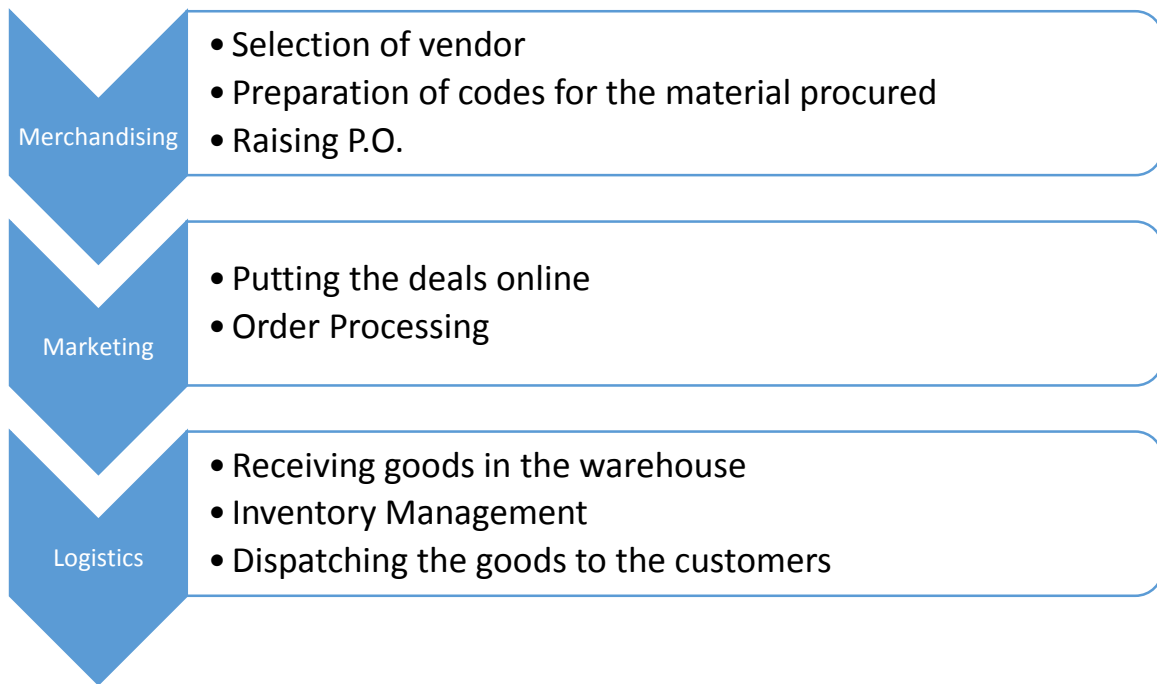 Merchandising
• Selection of vendor
• Preparation of codes for the material procured
• Raising P.O.
Marketing
• Putting the deals online
• Order Processing
Logistics
• Receiving goods in the warehouse
• Inventory Management
• Dispatching the goods to the customers